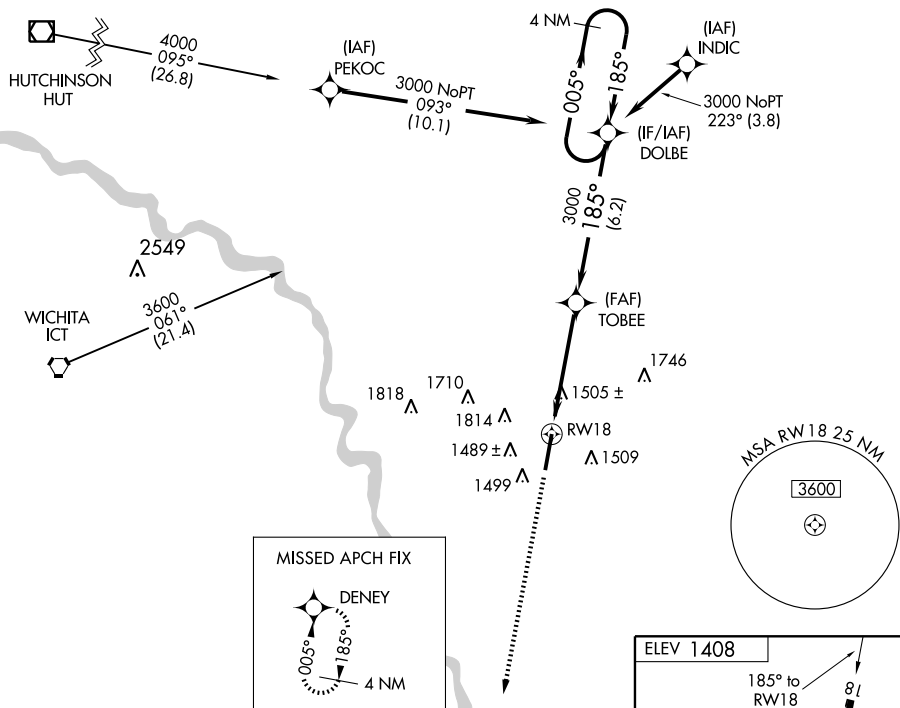 HUTCHINSON
HUT
4000
095°
(26.8)
(IAF)
PEKOC
3000 NoPT
093°
(10.1)
4 NM
005°
185°
(IAF)
INDIC
3000 NoPT
223° (3.8)
(IF/IAF)
DOLBE
3000
185°
(6.2)
2549
WICHITA
ICT
3600
061°
(21.4)
(FAF)
TOBEE
1746
1818
1710
1505 ±
1814
RW18
1489 ±
1509
1499
MSA RW18 25 NM
3600
MISSED APCH FIX
DENEY
005°
185°
4 NM
ELEV 1408
185° to
RW18
18